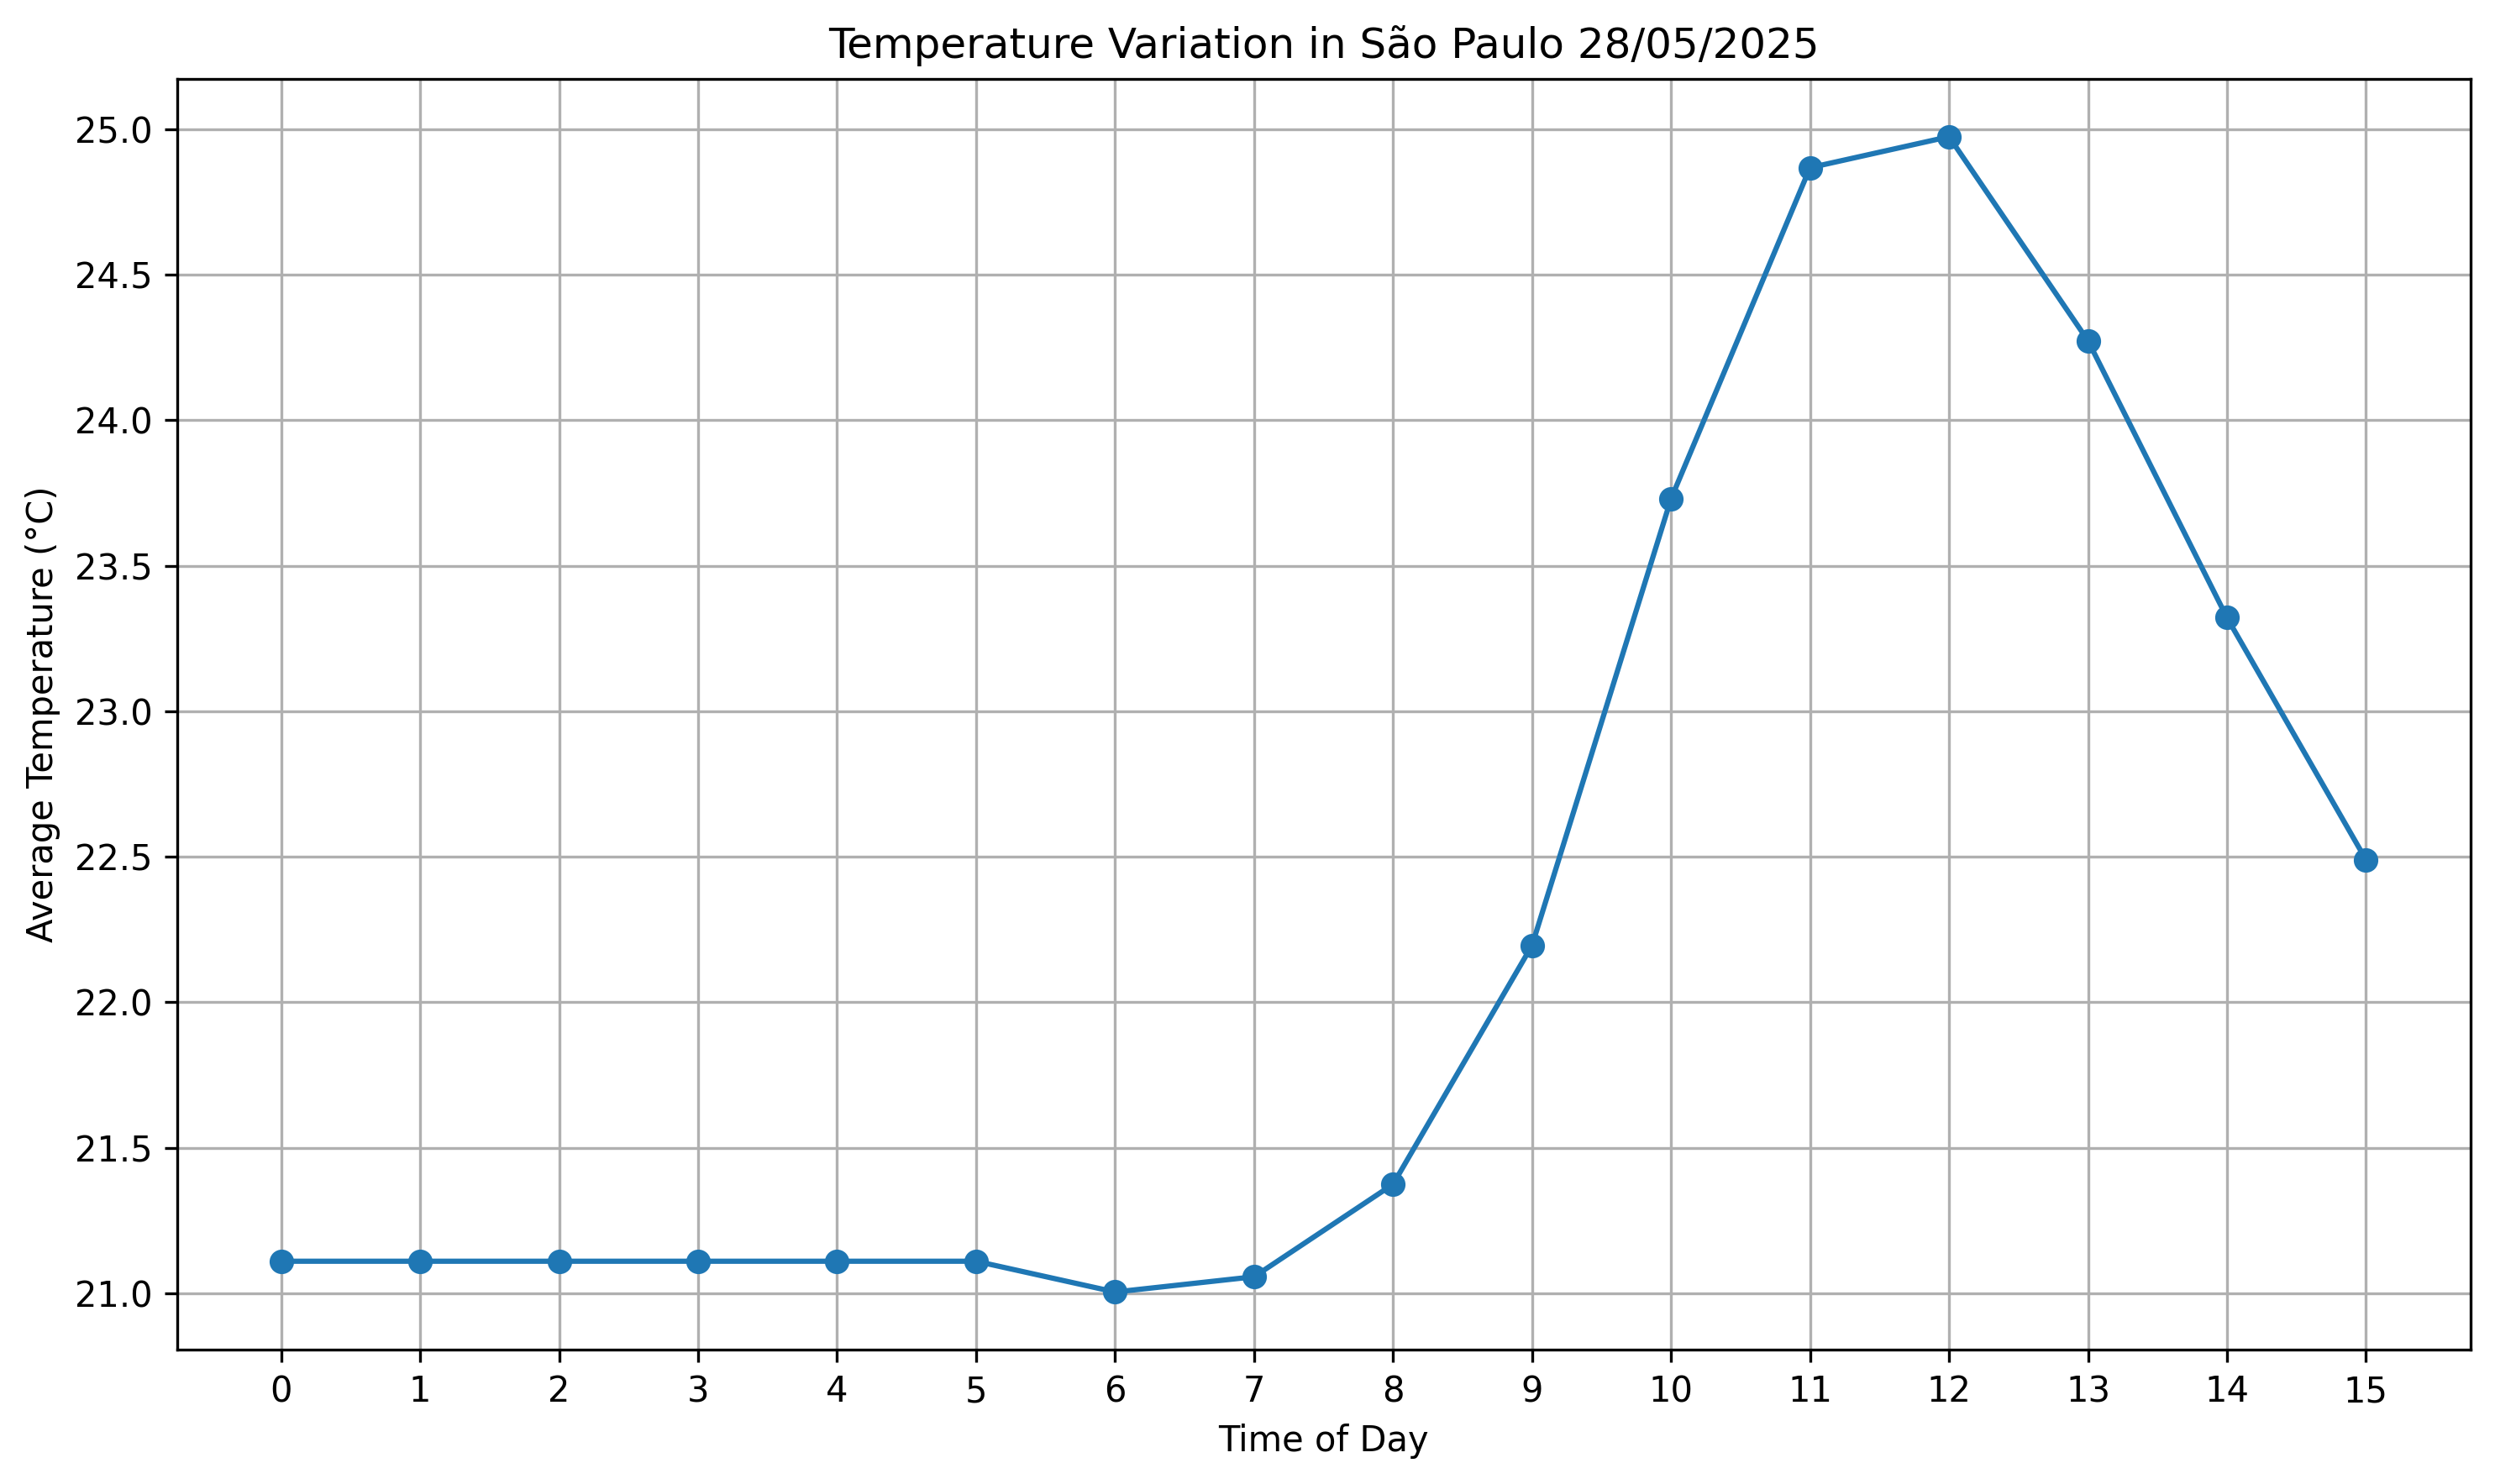 Temperature Variation in São Paulo 28/05/2025
Average Temperature (°C)
25.0
24.5
24.0
23.5
23.0
22.5
22.0
21.5
21.0
0 1 2 3 4 5 6 7 8 9 10 11 12 13 14 15
Time of Day